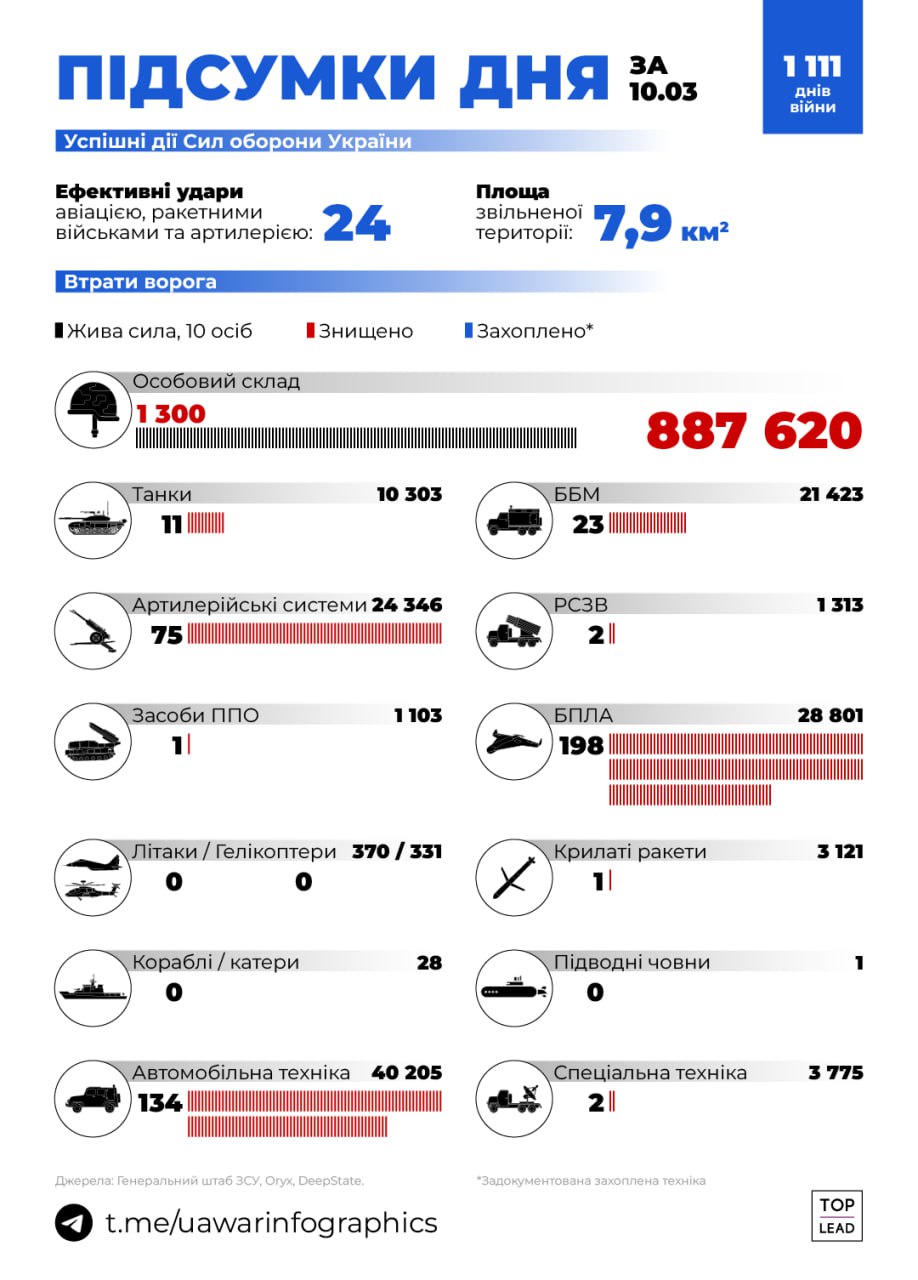 ПІДСУМКИ ДНЯ
ЗА
10.03
1 111
днів
війни
Успішні дії Сил оборони України
Ефективні удари
авіацією, ракетними
військами та артилерією:
24
Площа
звільненої
території:
7,9 км²
Втрати ворога
Жива сила, 10 осіб
Знищено
Захоплено*
Особовий склад
1 300
887 620
Танки 10 303
11
ББМ 21 423
23
Артилерійські системи 24 346
75
РСЗВ 1 313
2
Засоби ППО 1 103
1
БПЛА 28 801
198
Літаки / Гелікоптери 370 / 331
0 0
Крилаті ракети 3 121
1
Кораблі / катери 28
0
Підводні човни 1
0
Автомобільна техніка 40 205
134
Спеціальна техніка 3 775
2
Джерела: Генеральний штаб ЗСУ, Oryx, DeepState.
*Задокументована захоплена техніка
t.me/uawarinfographics
TOP
LEAD